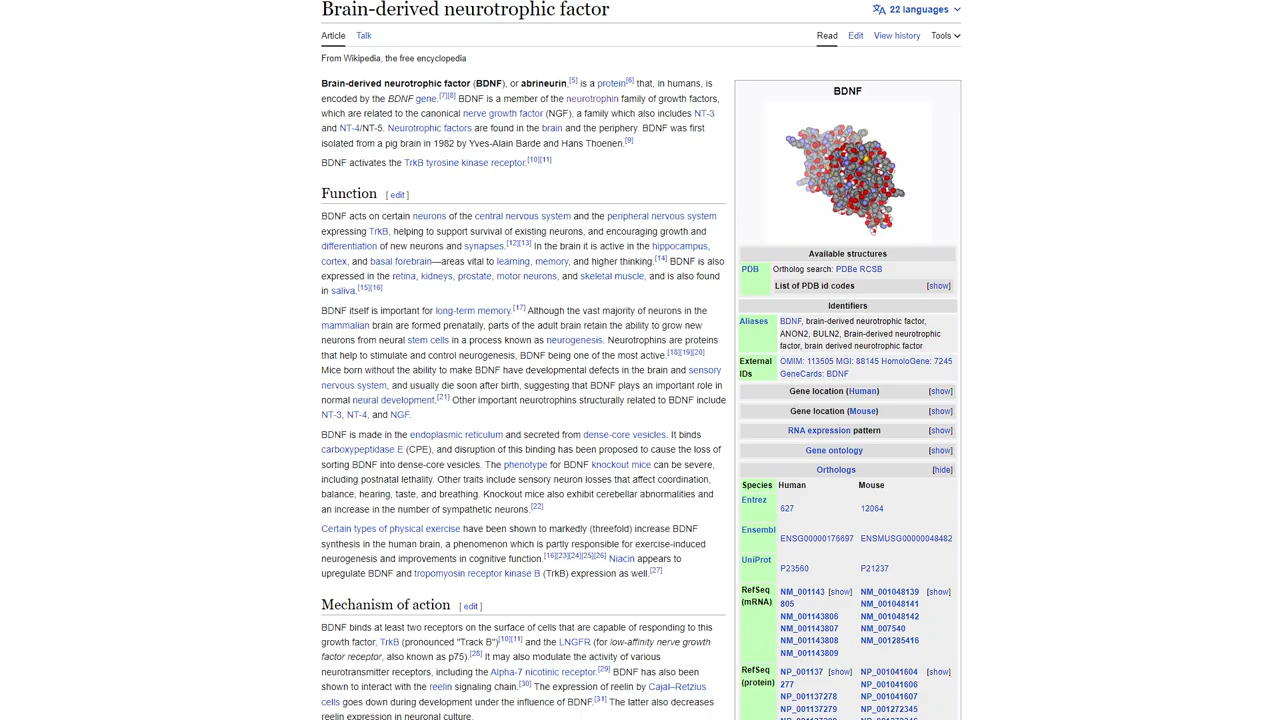 Brain-derived neurotrophic factor
22 languages
Article Talk
Read Edit View history Tools
From Wikipedia, the free encyclopedia
Brain-derived neurotrophic factor (BDNF), or abrineurin,[5] is a protein[6] that, in humans, is
encoded by the BDNF gene.[7][8] BDNF is a member of the neurotrophin family of growth factors,
which are related to the canonical nerve growth factor (NGF), a family which also includes NT-3
and NT-4/NT-5. Neurotrophic factors are found in the brain and the periphery. BDNF was first
isolated from a pig brain in 1982 by Yves-Alain Barde and Hans Thoenen.[9]
BDNF activates the TrkB tyrosine kinase receptor.[10][11]
Function [ edit ]
BDNF acts on certain neurons of the central nervous system and the peripheral nervous system
expressing TrkB, helping to support survival of existing neurons, and encouraging growth and
differentiation of new neurons and synapses.[12][13] In the brain it is active in the hippocampus,
cortex, and basal forebrain—areas vital to learning, memory, and higher thinking.[14] BDNF is also
expressed in the retina, kidneys, prostate, motor neurons, and skeletal muscle, and is also found
in saliva.[15][16]
BDNF itself is important for long-term memory.[17] Although the vast majority of neurons in the
mammalian brain are formed prenatally, parts of the adult brain retain the ability to grow new
neurons from neural stem cells in a process known as neurogenesis. Neurotrophins are proteins
that help to stimulate and control neurogenesis, BDNF being one of the most active.[18][19][20]
Mice born without the ability to make BDNF have developmental defects in the brain and sensory
nervous system, and usually die soon after birth, suggesting that BDNF plays an important role in
normal neural development.[21] Other important neurotrophins structurally related to BDNF include
NT-3, NT-4, and NGF.
BDNF is made in the endoplasmic reticulum and secreted from dense-core vesicles. It binds
carboxypeptidase E (CPE), and disruption of this binding has been proposed to cause the loss of
sorting BDNF into dense-core vesicles. The phenotype for BDNF knockout mice can be severe,
including postnatal lethality. Other traits include sensory neuron losses that affect coordination,
balance, hearing, taste, and breathing. Knockout mice also exhibit cerebellar abnormalities and
an increase in the number of sympathetic neurons.[22]
Certain types of physical exercise have been shown to markedly (threefold) increase BDNF
synthesis in the human brain, a phenomenon which is partly responsible for exercise-induced
neurogenesis and improvements in cognitive function.[16][23][24][25][26] Niacin appears to
upregulate BDNF and tropomyosin receptor kinase B (TrkB) expression as well.[27]
Mechanism of action [ edit ]
BDNF binds at least two receptors on the surface of cells that are capable of responding to this
growth factor, TrkB (pronounced "Track B")[10][11] and the LNGFR (for low-affinity nerve growth
factor receptor, also known as p75).[28] It may also modulate the activity of various
neurotransmitter receptors, including the Alpha-7 nicotinic receptor.[29] BDNF has also been
shown to interact with the reelin signaling chain.[30] The expression of reelin by Cajal–Retzius
cells goes down during development under the influence of BDNF.[31] The latter also decreases
reelin expression in neuronal culture.
BDNF
Available structures
PDB Ortholog search: PDBe RCSB
List of PDB id codes [show]
Identifiers
Aliases BDNF, brain-derived neurotrophic factor,
ANON2, BULN2, Brain-derived neurotrophic
factor, brain derived neurotrophic factor
External IDs OMIM: 113505 MGI: 88145 HomoloGene: 7245
GeneCards: BDNF
Gene location (Human) [show]
Gene location (Mouse) [show]
RNA expression pattern [show]
Gene ontology [show]
Orthologs [hide]
Species Human Mouse
Entrez
627 12064
Ensembl
ENSG00000176697 ENSMUSG00000048482
UniProt
P23560 P21237
RefSeq NM_001143 [show] NM_001048139 [show]
(mRNA) 805 NM_001048141
NM_001143806 NM_001048142
NM_001143807 NM_007540
NM_001143808 NM_001285416
NM_001143809
RefSeq NP_001137 [show] NP_001041604 [show]
(protein) 277 NP_001041606
NP_001137278 NP_001041607
NP_001137279 NP_001272345